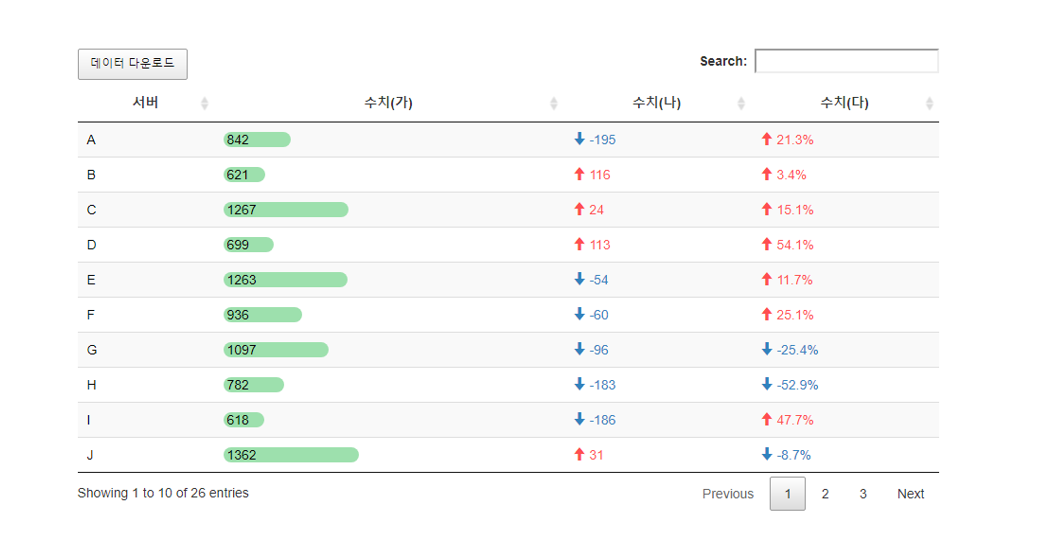 데이터 다운로드 Search:
서버 수치(가) 수치(나) 수치(다)
A 842 -195 21.3%
B 621 116 3.4%
C 1267 24 15.1%
D 699 113 54.1%
E 1263 -54 11.7%
F 936 -60 25.1%
G 1097 -96 -25.4%
H 782 -183 -52.9%
I 618 -186 47.7%
J 1362 31 -8.7%
Showing 1 to 10 of 26 entries Previous 1 2 3 Next